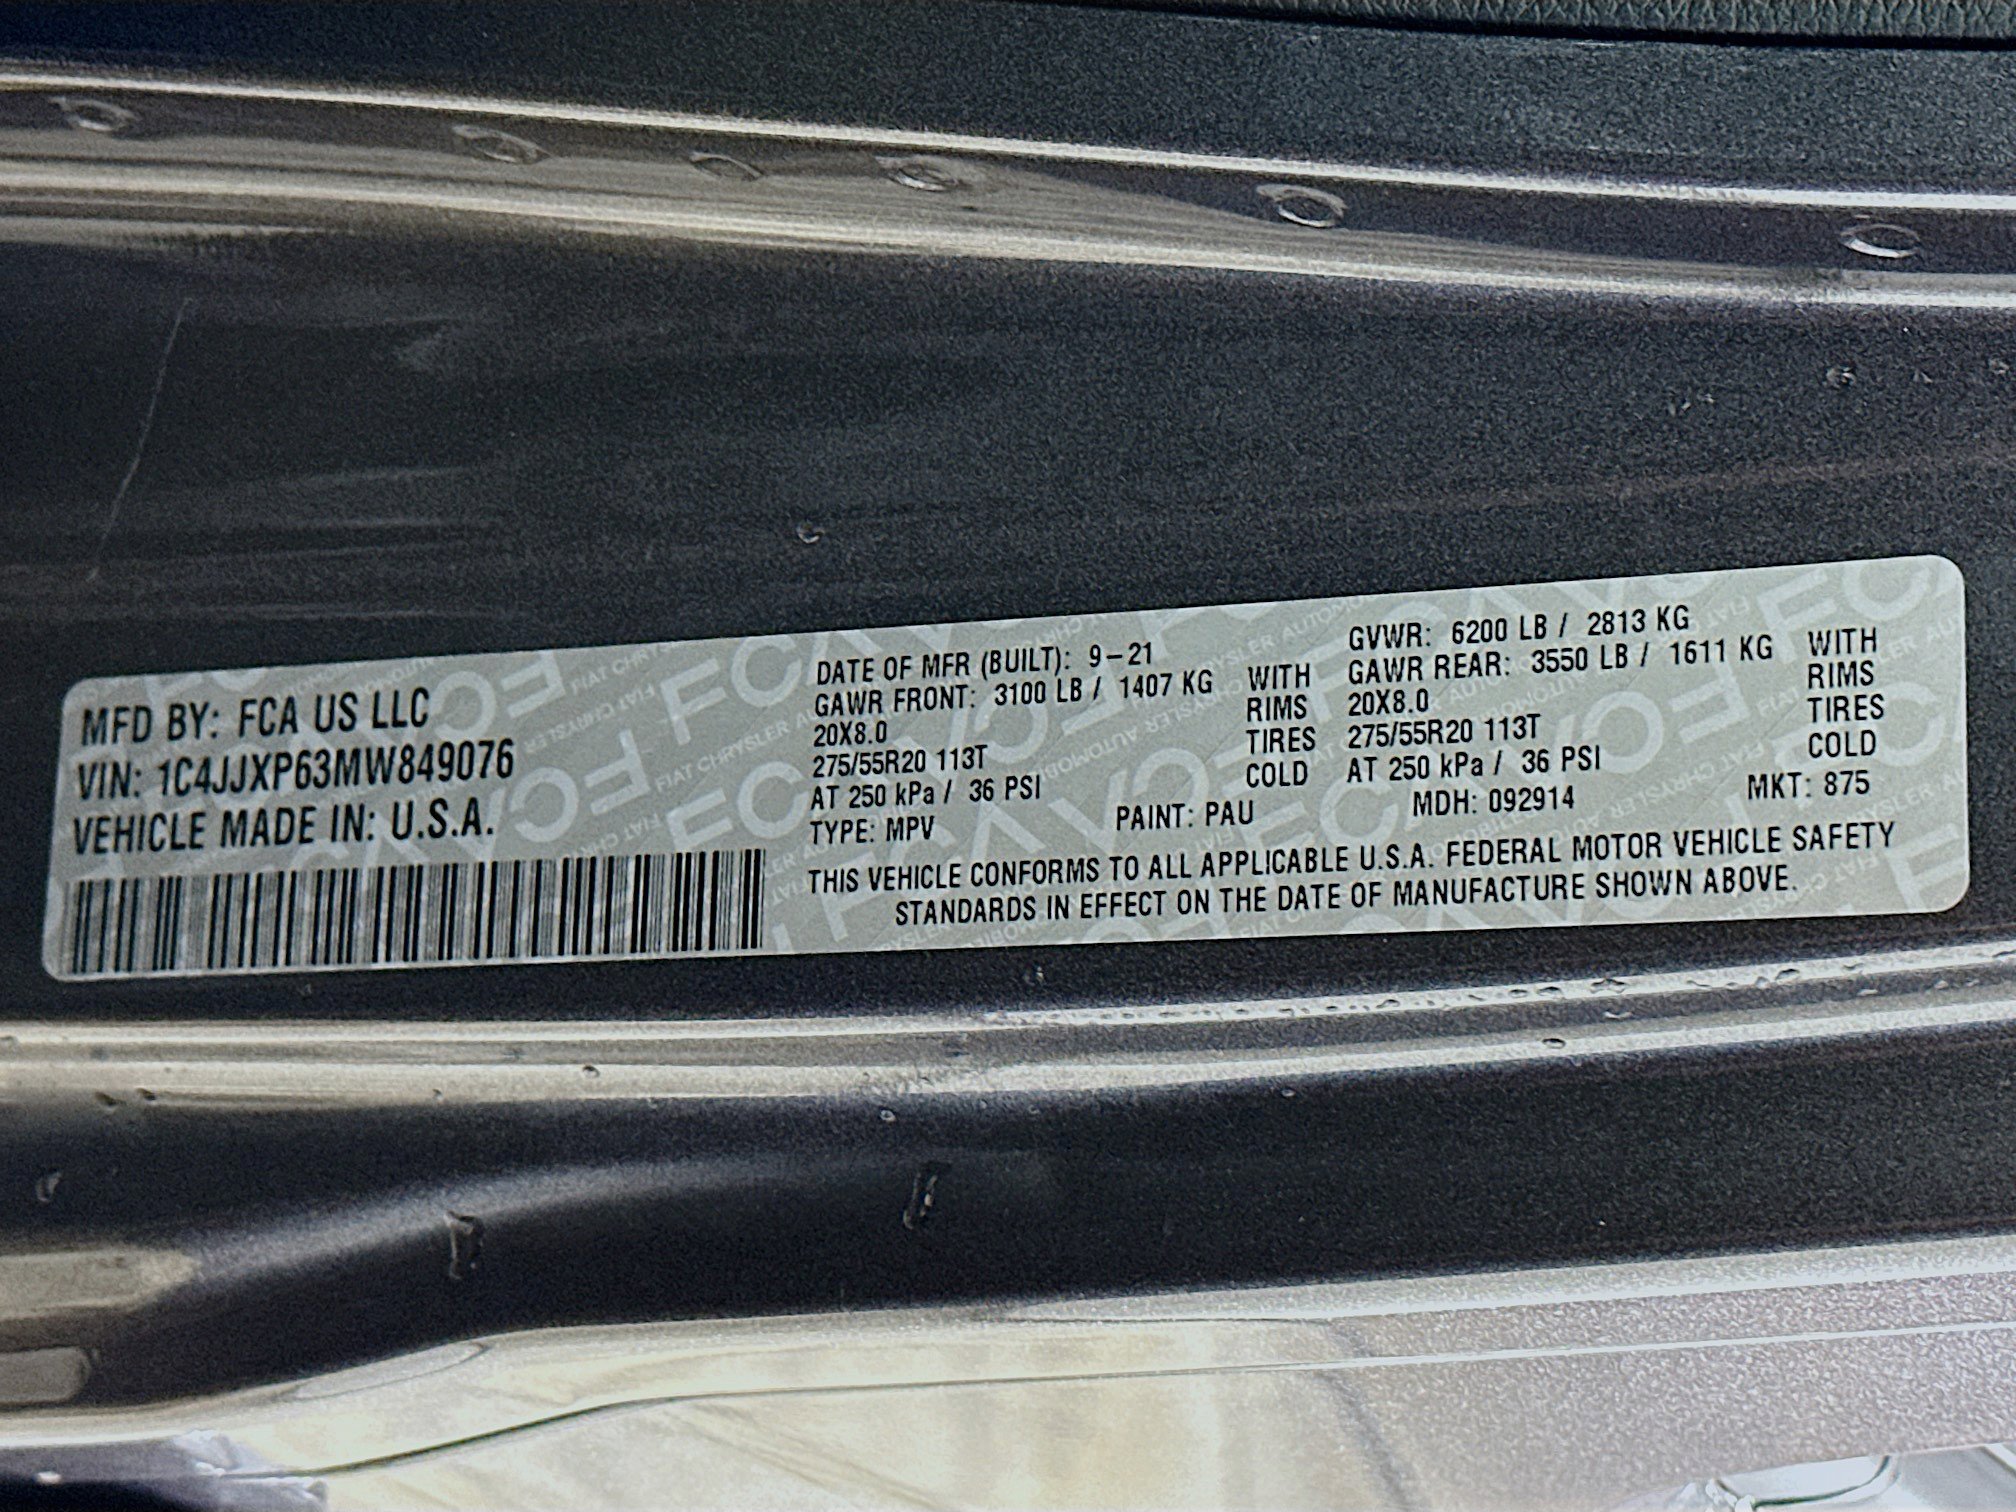 MFD BY: FCA US LLC
VIN: 1C4JJXP63MW849076
VEHICLE MADE IN: U.S.A.
DATE OF MFR (BUILT): 9-21
GAWR FRONT: 3100 LB / 1407 KG WITH
20X8.0 RIMS
275/55R20 113T TIRES
AT 250 kPa / 36 PSI COLD
TYPE: MPV
GVWR: 6200 LB / 2813 KG
GAWR REAR: 3550 LB / 1611 KG WITH
20X8.0 RIMS
275/55R20 113T TIRES
AT 250 kPa / 36 PSI COLD
PAINT: PAU MDH: 092914 MKT: 875
THIS VEHICLE CONFORMS TO ALL APPLICABLE U.S.A. FEDERAL MOTOR VEHICLE SAFETY
STANDARDS IN EFFECT ON THE DATE OF MANUFACTURE SHOWN ABOVE.